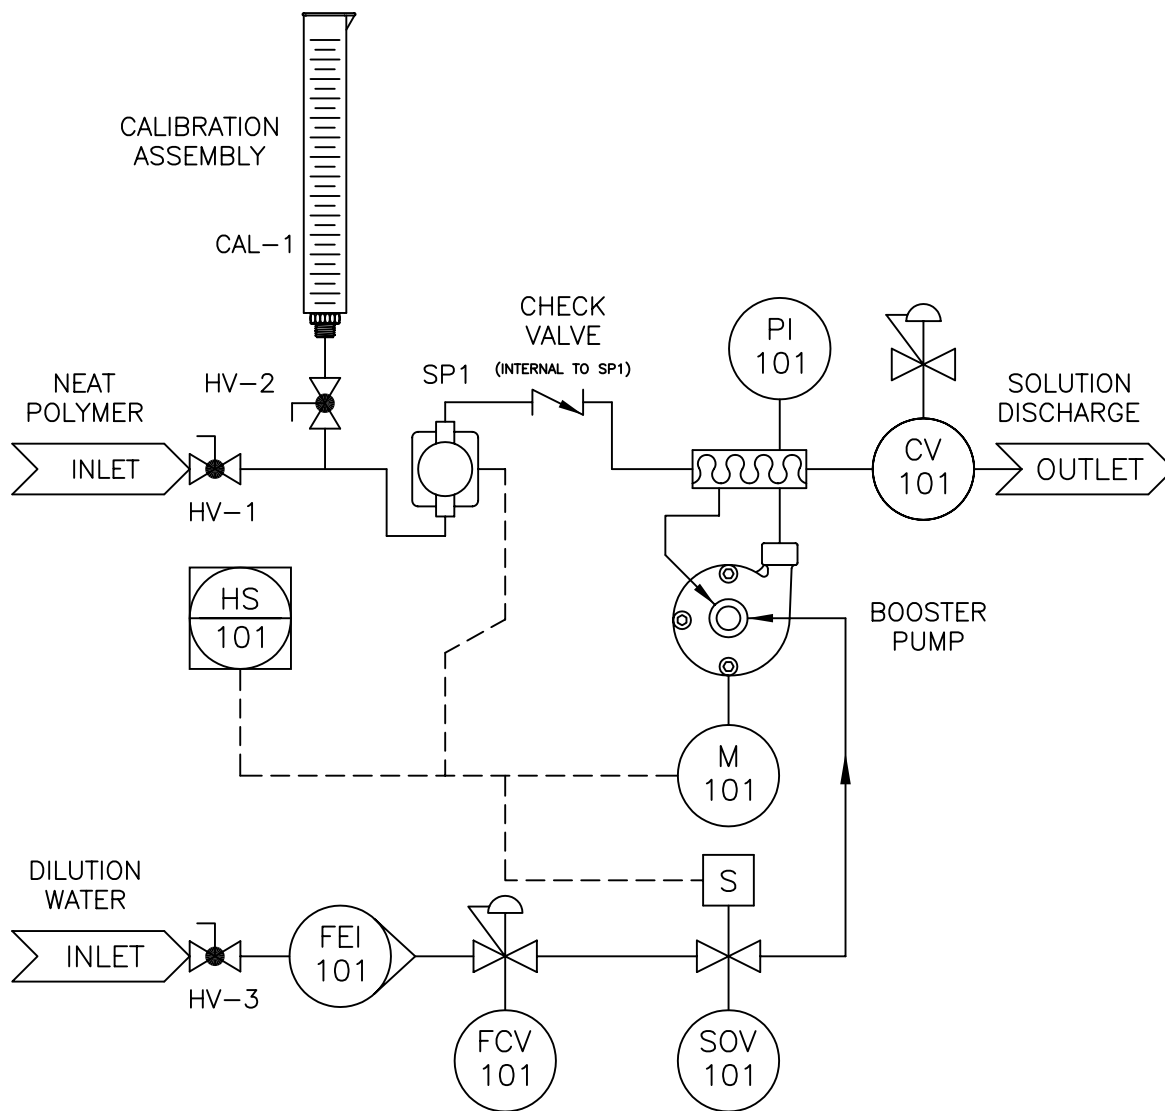 CALIBRATION
ASSEMBLY
CAL-1
CHECK
VALVE
(INTERNAL TO SP1)
PI
101
NEAT
POLYMER
HV-2
SP1
SOLUTION
DISCHARGE
INLET
HV-1
CV
101
OUTLET
HS
101
BOOSTER
PUMP
M
101
DILUTION
WATER
S
INLET
HV-3
FEI
101
FCV
101
SOV
101